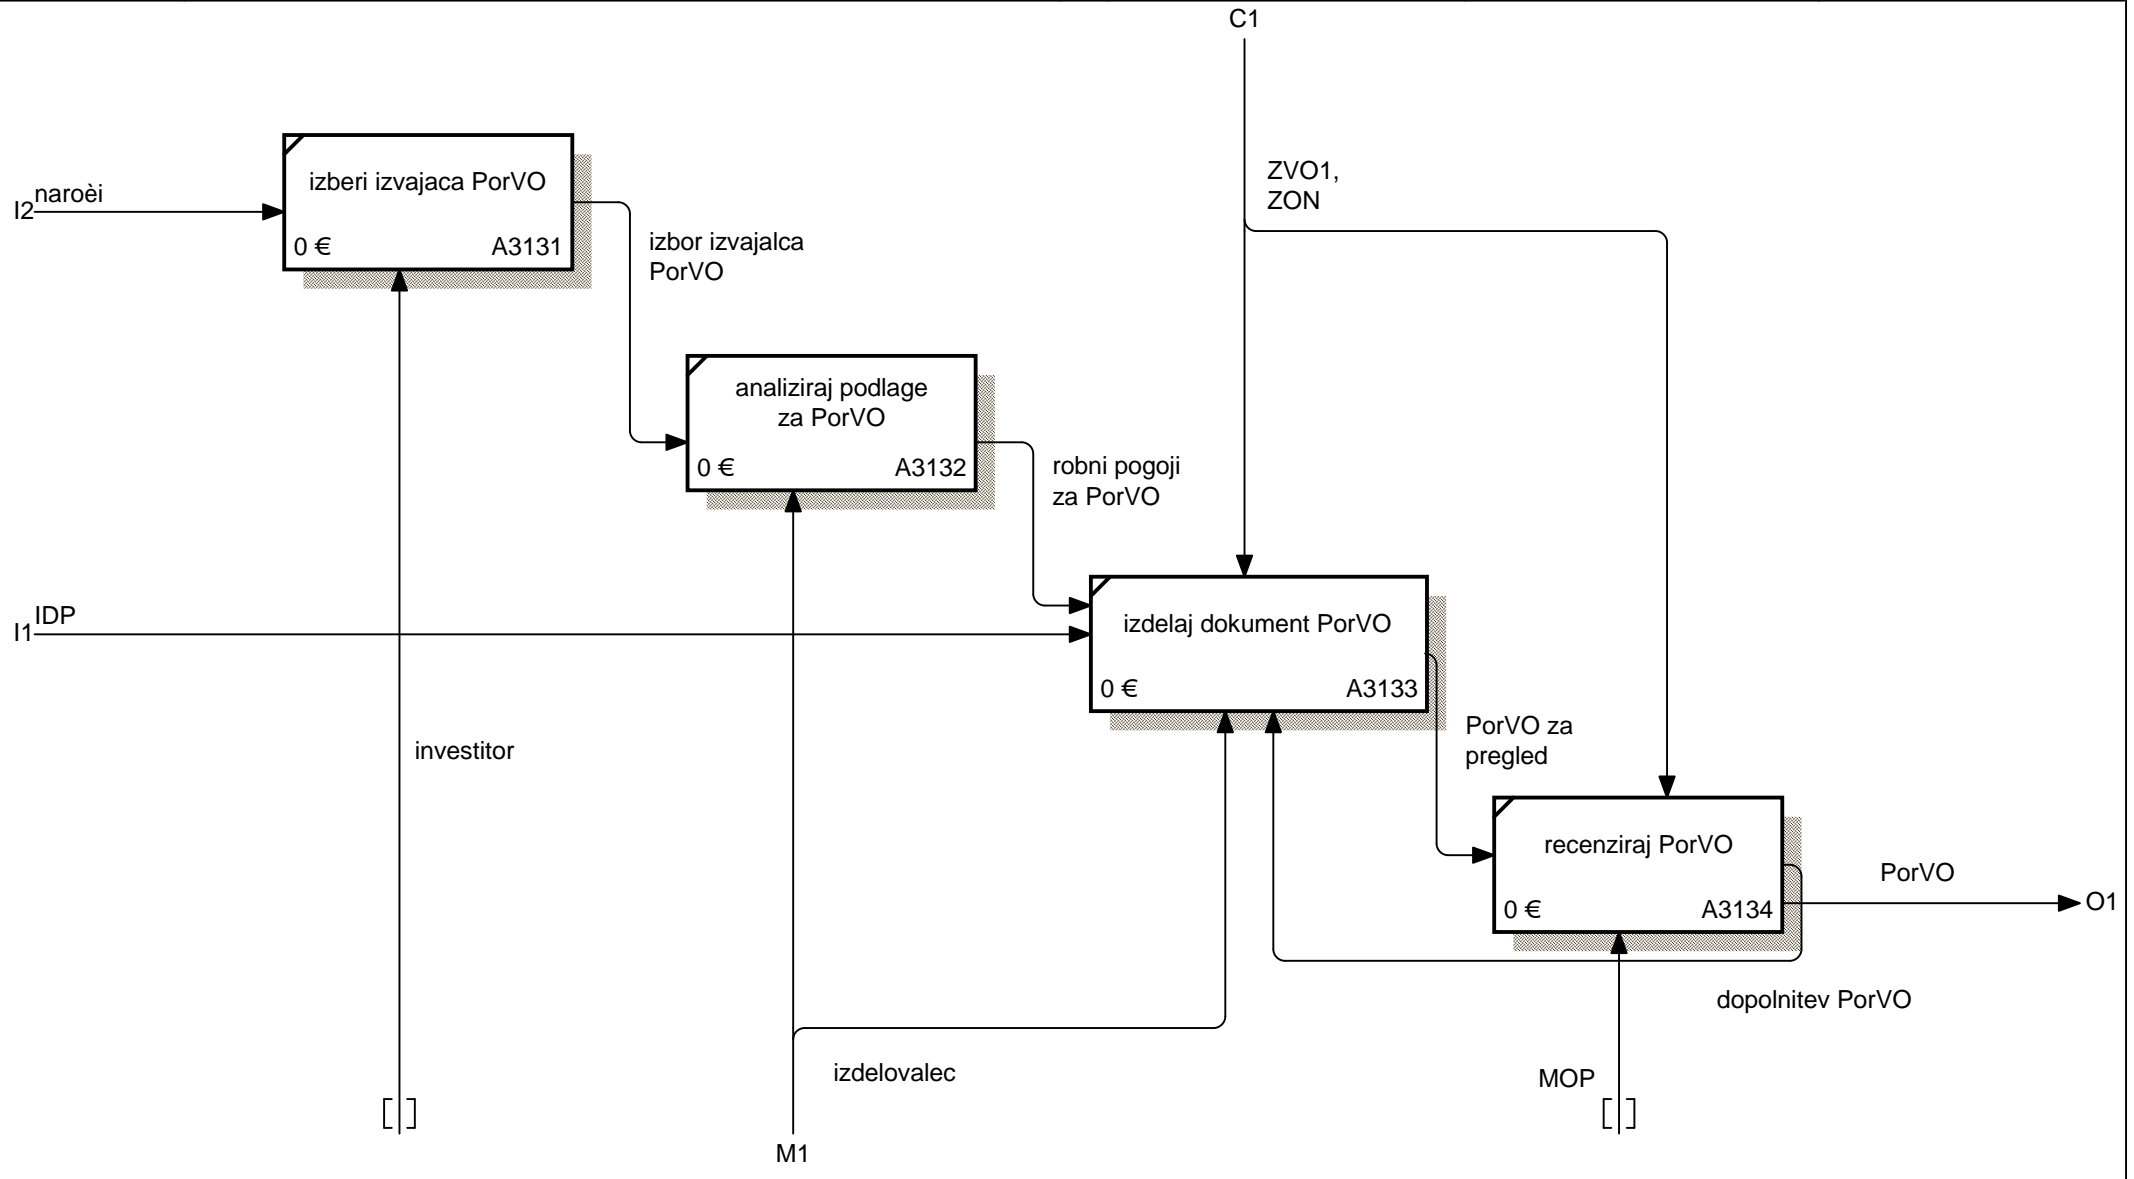 C1
ZVO1,
ZON
I2
naroèi
izberi izvajaca PorVO
0 €
A3131
izbor izvajalca
PorVO
analiziraj podlage
za PorVO
0 €
A3132
robni pogoji
za PorVO
I1
IDP
izdelaj dokument PorVO
0 €
A3133
investitor
PorVO za
pregled
recenziraj PorVO
0 €
A3134
PorVO
O1
dopolnitev PorVO
izdelovalec
MOP
M1